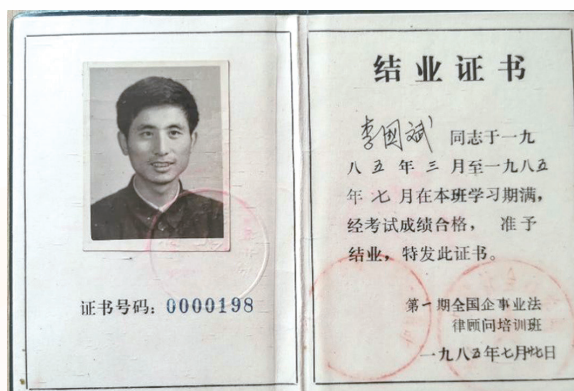 证书号码：0000198
结业证书
李国斌 同志于一九
八五年三月至一九八五
年七月在本班学习期满，
经考试成绩合格， 准予
结业，特发此证书。
第一期全国企事业法
律顾问培训班
一九八五年七月 日